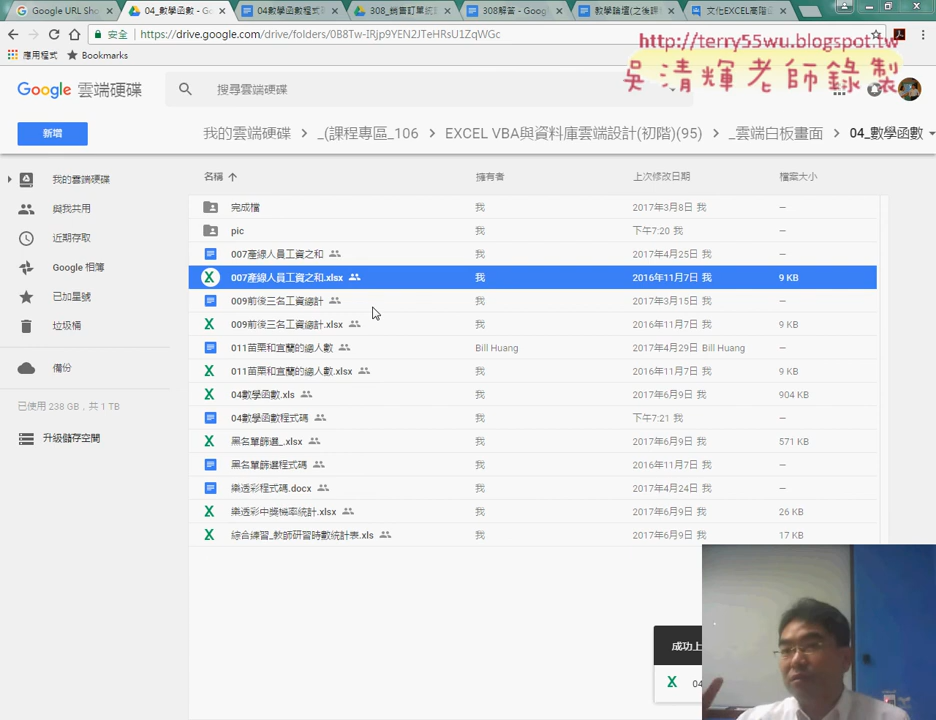 Google URL Sho
04_數學函數 - Go
04數學函數程式
308_銷售訂單統
308解答 - Goog
教學論壇(之後課
文化EXCEL高階
安全
https://drive.google.com/drive/folders/0B8Tw-IRjp9YEN2JTeHRsU1ZqWGc
應用程式
Bookmarks
http://terry55wu.blogspot.tw
吳清輝老師錄製
Google 雲端硬碟
搜尋雲端硬碟
新增
我的雲端硬碟
_(課程專區_106
EXCEL VBA與資料庫雲端設計(初階)(95)
_雲端白板畫面
04_數學函數
我的雲端硬碟
與我共用
近期存取
Google 相簿
已加星號
垃圾桶
備份
已使用 238 GB，共 1 TB
升級儲存空間
名稱 擁有者 上次修改日期 檔案大小
完成檔 我 2017年3月8日 我 —
pic 我 下午7:20 我 —
007產線人員工資之和 我 2017年4月25日 我 —
007產線人員工資之和.xlsx 我 2016年11月7日 我 9 KB
009前後三名工資總計 我 2017年3月15日 我 —
009前後三名工資總計.xlsx 我 2016年11月7日 我 9 KB
011苗栗和宜蘭的總人數 Bill Huang 2017年4月29日 Bill Huang —
011苗栗和宜蘭的總人數.xlsx 我 2016年11月7日 我 9 KB
04數學函數.xls 我 2017年6月9日 我 904 KB
04數學函數程式碼 我 下午7:21 我 —
黑名單篩選_.xlsx 我 2017年6月9日 我 571 KB
黑名單篩選程式碼 我 2016年11月7日 我 —
樂透彩程式碼.docx 我 2017年4月24日 我 —
樂透彩中獎機率統計.xlsx 我 2017年6月9日 我 26 KB
綜合練習_教師研習時數統計表.xls 我 2017年6月9日 我 17 KB
成功上
04